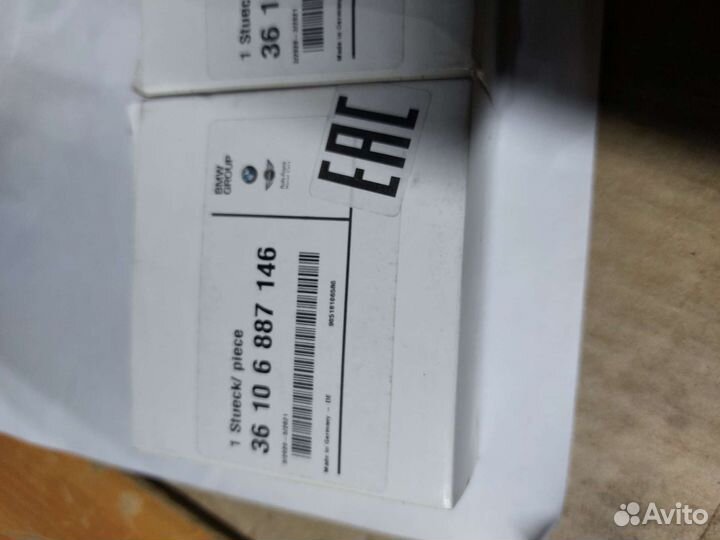 1 Stueck
36 1
Made in Germany
BMW
GROUP
EAC
1 Stueck/ piece
36 10 6 887 146
Made in Germany - DE
Avito